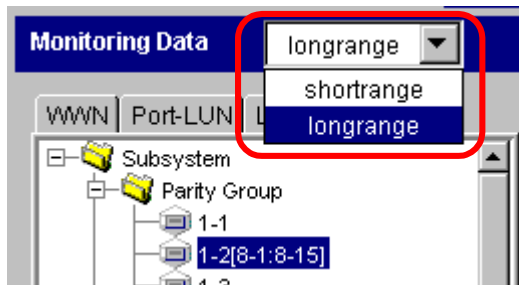 Monitoring Data longrange
shortrange
longrange
WWN Port-LUN
Subsystem
Parity Group
1-1
1-2[8-1:8-15]